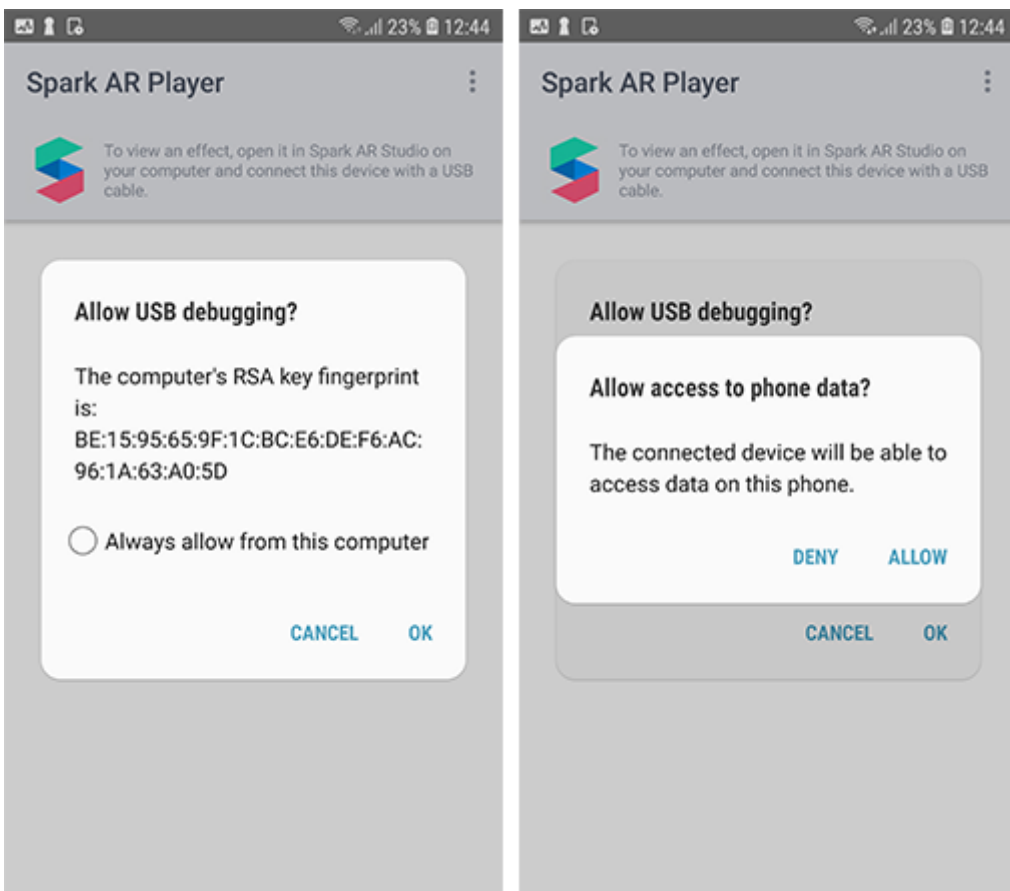 23% 12:44
Spark AR Player
To view an effect, open it in Spark AR Studio on
your computer and connect this device with a USB
cable.
Allow USB debugging?
The computer's RSA key fingerprint
is:
BE:15:95:65:9F:1C:BC:E6:DE:F6:AC:
96:1A:63:A0:5D
Always allow from this computer
CANCEL OK
23% 12:44
Spark AR Player
To view an effect, open it in Spark AR Studio on
your computer and connect this device with a USB
cable.
Allow USB debugging?
Allow access to phone data?
The connected device will be able to
access data on this phone.
DENY ALLOW
CANCEL OK